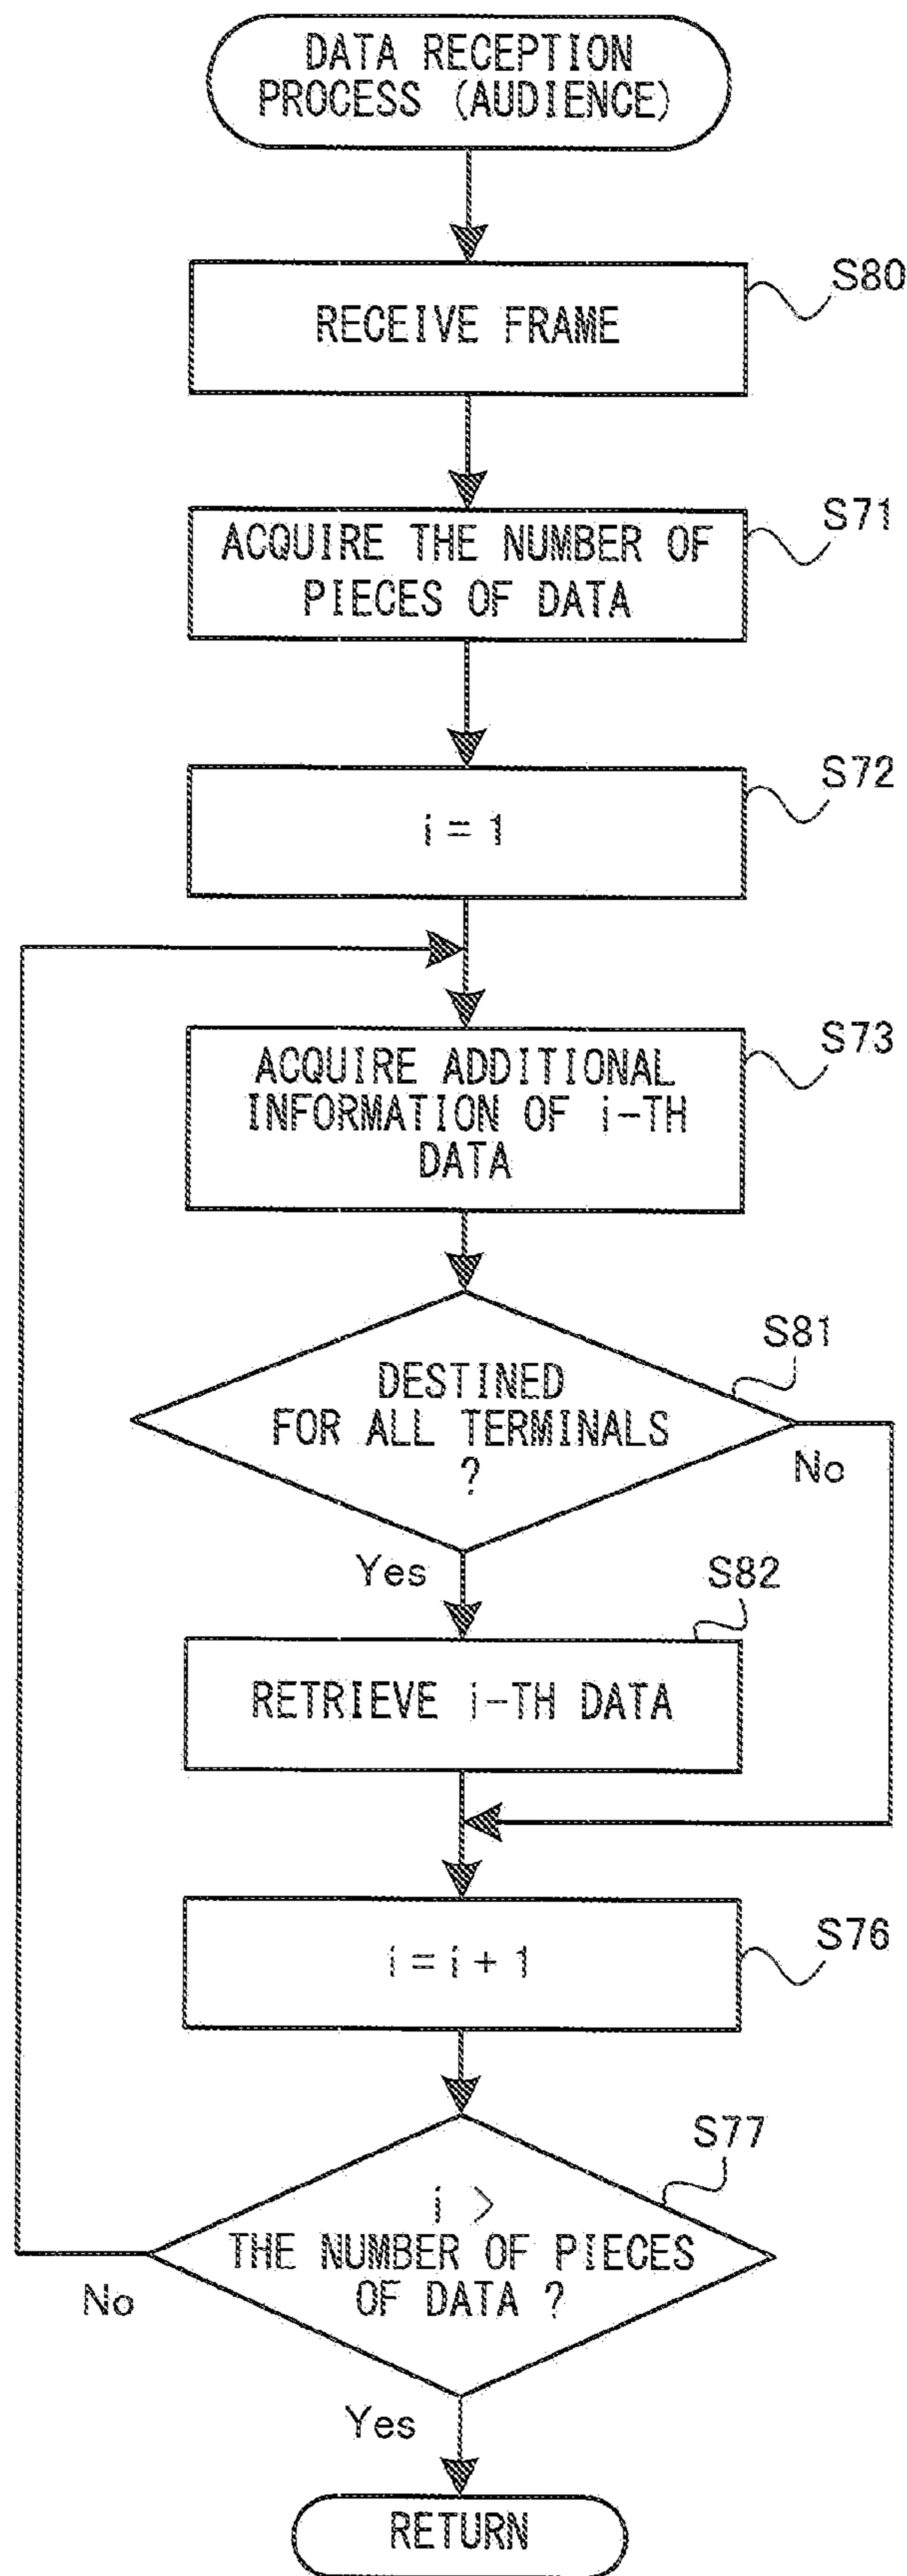 DATA RECEPTION
PROCESS (AUDIENCE)
S80
RECEIVE FRAME
S71
ACQUIRE THE NUMBER OF
PIECES OF DATA
S72
i = 1
S73
ACQUIRE ADDITIONAL
INFORMATION OF i-TH
DATA
S81
DESTINED
FOR ALL TERMINALS
?
No
Yes
S82
RETRIEVE i-TH DATA
S76
i = i + 1
S77
i >
THE NUMBER OF PIECES
OF DATA ?
No
Yes
RETURN